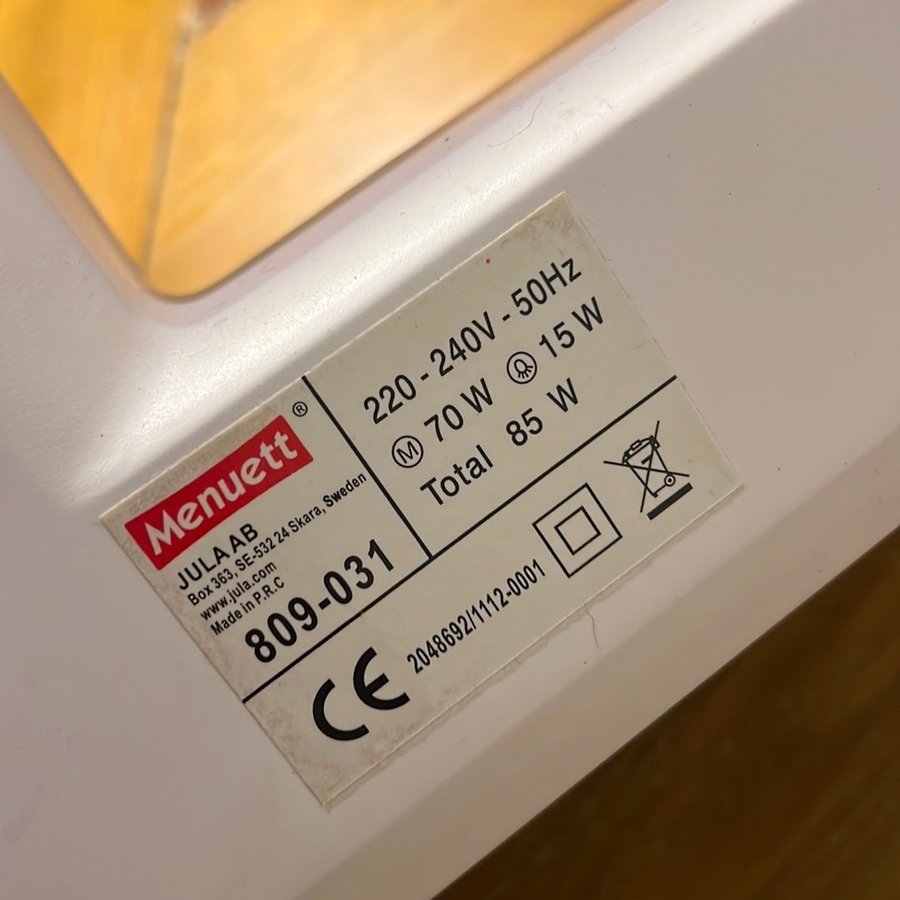 Menuett®
JULA AB
Box 363, SE-532 24 Skara, Sweden
www.jula.com
Made in P.R.C
809-031
220 - 240V - 50Hz
M 70 W 15 W
Total 85 W
CE 2048692/1112-0001